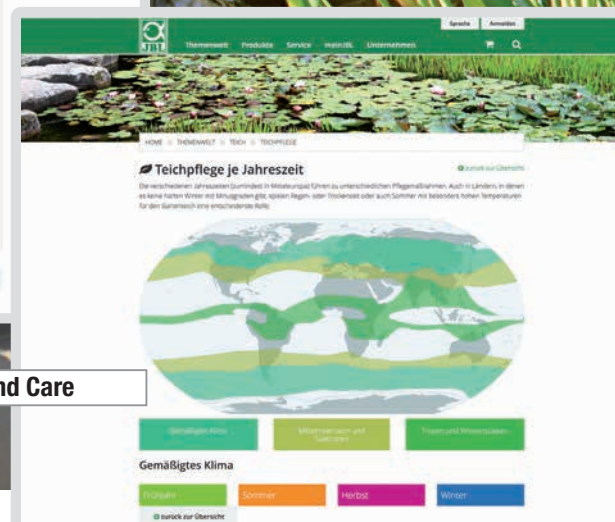 Sprache Anmelden
JBL
Themenwelt Produkte Service mein JBL Unternehmen
HOME THEMENWELT TEICH TEICHPFLEGE
Teichpflege je Jahreszeit
zurück zur Übersicht
Die verschiedenen Jahreszeiten (zumindest in Mitteleuropa) führen zu unterschiedlichen Pflegemaßnahmen. Auch in Ländern, in denen
es keine harten Winter mit Minusgraden gibt, spielen Regen- oder Trockenzeit oder auch Sommer mit besonders hohen Temperaturen
für den Gartenteich eine entscheidende Rolle.
nd Care
Gemäßigtes Klima
Mittelmeerraum und
Subtropen
Tropen und
Gemäßigtes Klima
Frühjahr Sommer Herbst Winter
zurück zur Übersicht